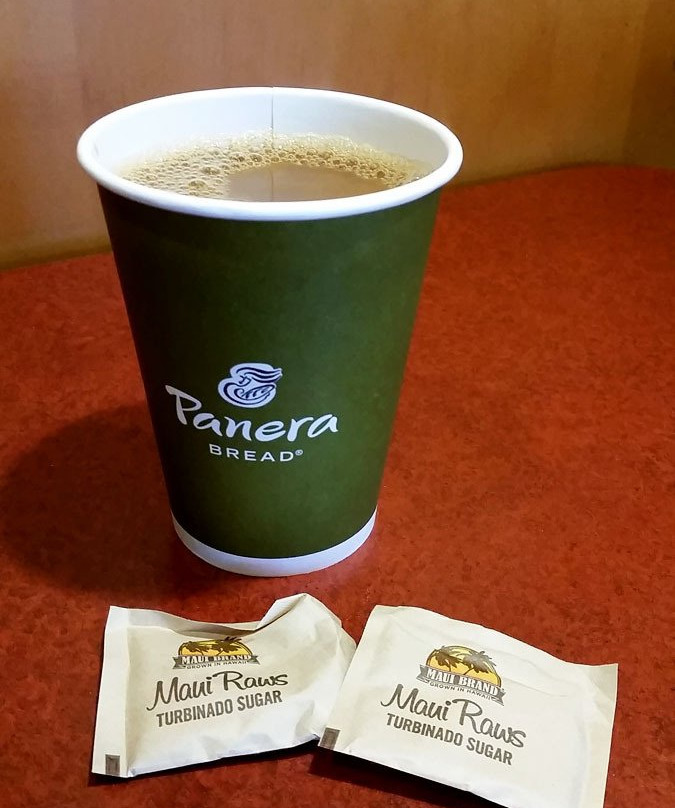 Panera
BREAD®
MAUI BRAND
GROWN IN HAWAII
Maui Raws
TURBINADO SUGAR
MAUI BRAND
GROWN IN HAWAII
Maui Raws
TURBINADO SUGAR